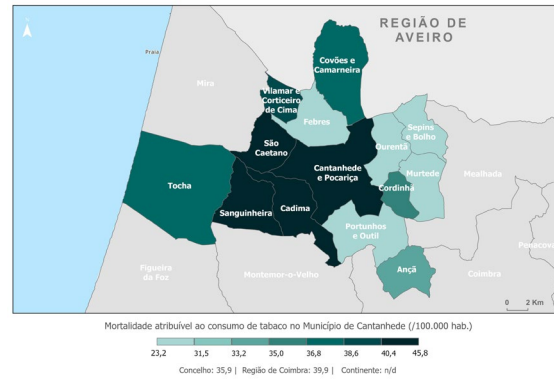 REGIÃO DE
AVEIRO
Praia
Mira
Covões e
Camarneira
Vilamar e
Corticeiro
de Cima
Febres
São
Caetano
Sepins
e Bolho
Ourentã
Cantanhede
e Pocariça
Murtede
Mealhada
Cordinha
Tocha
Sanguinheira
Cadima
Portunhos
e Outil
Penacova
Ançã
Coimbra
Figueira
da Foz
Montemor-o-Velho
0 2 Km
Mortalidade atribuível ao consumo de tabaco no Município de Cantanhede (/100.000 hab.)
23,2 31,5 33,2 35,0 36,8 38,6 40,4 45,8
Concelho: 35,9 | Região de Coimbra: 39,9 | Continente: n/d